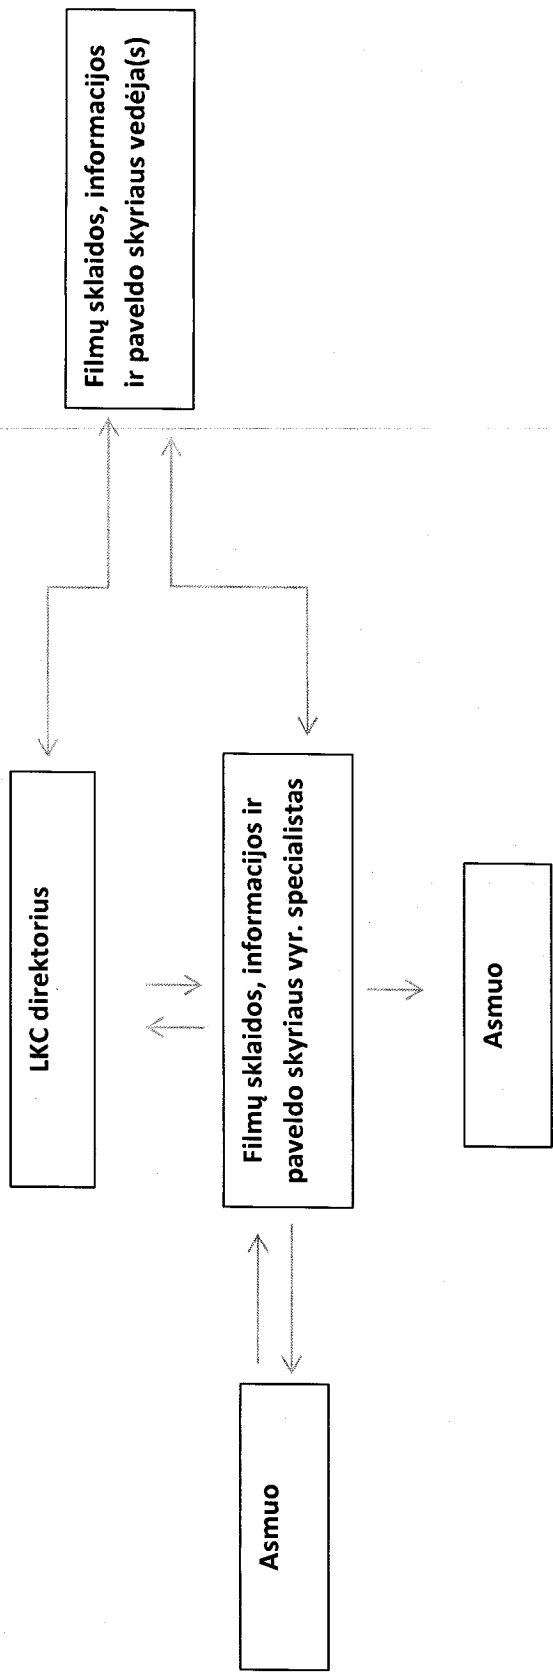 LKC direktorius
Asmuo
Filmų sklaidos, informacijos ir
paveldo skyriaus vyr. specialistas
Filmų sklaidos, informacijos
ir paveldo skyriaus vedėja(s)
Asmuo